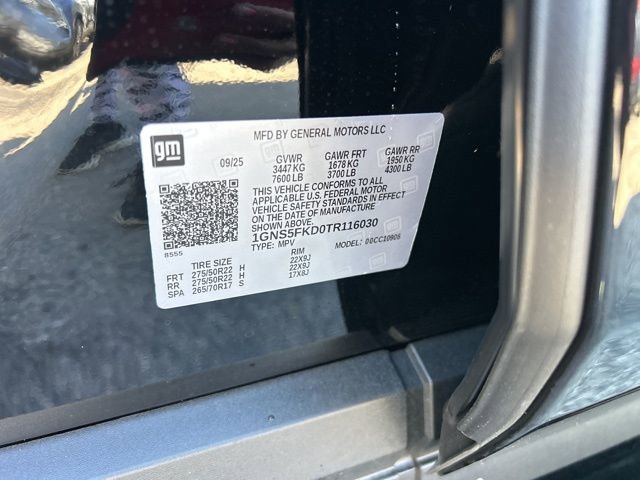 gm
MFD BY GENERAL MOTORS LLC
09/25 GVWR GAWR FRT GAWR RR
3447 KG 1678 KG 1950 KG
7600 LB 3700 LB 4300 LB
THIS VEHICLE CONFORMS TO ALL
APPLICABLE U.S. FEDERAL MOTOR
VEHICLE SAFETY STANDARDS IN EFFECT
ON THE DATE OF MANUFACTURE
SHOWN ABOVE.
1GNS5FKD0TR116030
8555 TYPE: MPV MODEL:
TIRE SIZE RIM
FRT 275/50R22 H 22X9J
RR 275/50R22 H 22X9J
SPA 265/70R17 S 17X8J